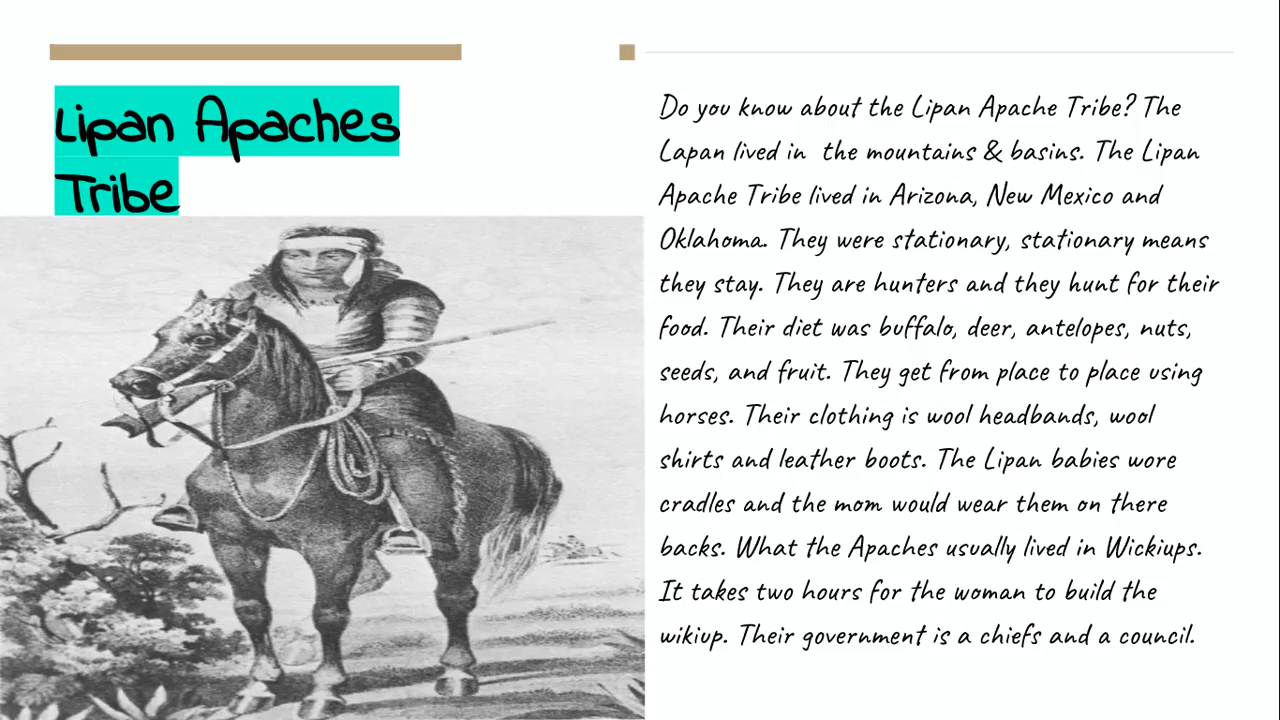 Lipan Apaches
Tribe
Do you know about the Lipan Apache Tribe? The
Lapan lived in the mountains & basins. The Lipan
Apache Tribe lived in Arizona, New Mexico and
Oklahoma. They were stationary, stationary means
they stay. They are hunters and they hunt for their
food. Their diet was buffalo, deer, antelopes, nuts,
seeds, and fruit. They get from place to place using
horses. Their clothing is wool headbands, wool
shirts and leather boots. The Lipan babies wore
cradles and the mom would wear them on there
backs. What the Apaches usually lived in Wickiups.
It takes two hours for the woman to build the
wikiup. Their government is a chiefs and a council.